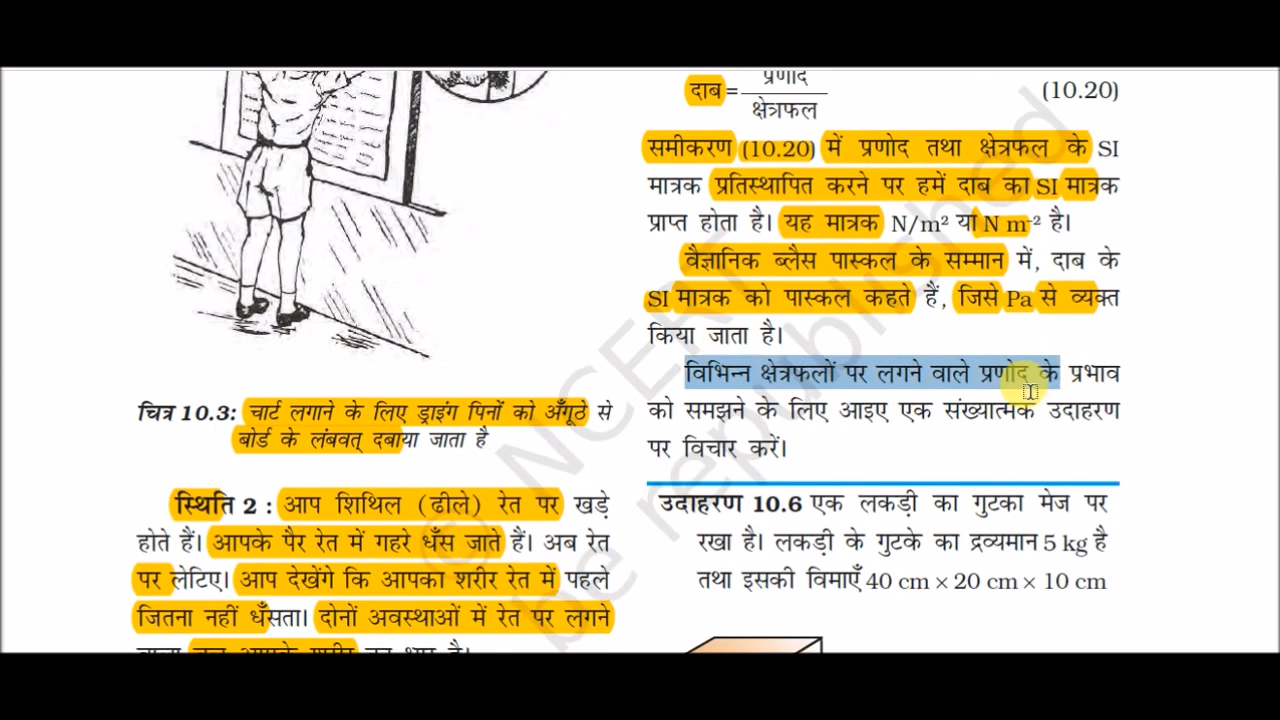 चित्र 10.3: चार्ट लगाने के लिए ड्राइंग पिनों को अँगूठे से
बोर्ड के लंबवत् दबाया जाता है
स्थिति 2 : आप शिथिल (ढीले) रेत पर खड़े
होते हैं। आपके पैर रेत में गहरे धँस जाते हैं। अब रेत
पर लेटिए। आप देखेंगे कि आपका शरीर रेत में पहले
जितना नहीं धँसता। दोनों अवस्थाओं में रेत पर लगने
दाब = प्रणोद
क्षेत्रफल
(10.20)
समीकरण (10.20) में प्रणोद तथा क्षेत्रफल के SI
मात्रक प्रतिस्थापित करने पर हमें दाब का SI मात्रक
प्राप्त होता है। यह मात्रक N/m² या N m⁻² है।
वैज्ञानिक ब्लैस पास्कल के सम्मान में, दाब के
SI मात्रक को पास्कल कहते हैं, जिसे Pa से व्यक्त
किया जाता है।
विभिन्न क्षेत्रफलों पर लगने वाले प्रणोद के प्रभाव
को समझने के लिए आइए एक संख्यात्मक उदाहरण
पर विचार करें।
उदाहरण 10.6 एक लकड़ी का गुटका मेज पर
रखा है। लकड़ी के गुटके का द्रव्यमान 5 kg है
तथा इसकी विमाएँ 40 cm × 20 cm × 10 cm
© NCERT
be republished